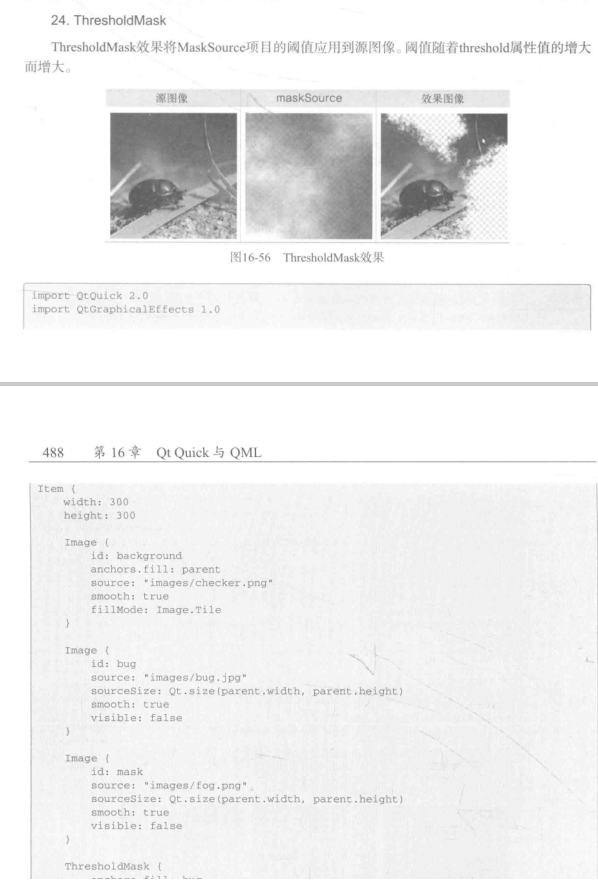 24. ThresholdMask
ThresholdMask效果将MaskSource项目的阈值应用到源图像。阈值随着threshold属性值的增大
而增大。
源图像 maskSource 效果图像
图16-56 ThresholdMask效果
import QtQuick 2.0
import QtGraphicalEffects 1.0
488 第 16 章 Qt Quick 与 QML
Item {
width: 300
height: 300
Image {
id: background
anchors.fill: parent
source: "images/checker.png"
smooth: true
fillMode: Image.Tile
}
Image {
id: bug
source: "images/bug.jpg"
sourceSize: Qt.size(parent.width, parent.height)
smooth: true
visible: false
}
Image {
id: mask
source: "images/fog.png"
sourceSize: Qt.size(parent.width, parent.height)
smooth: true
visible: false
}
ThresholdMask {
anchors.fill: bug